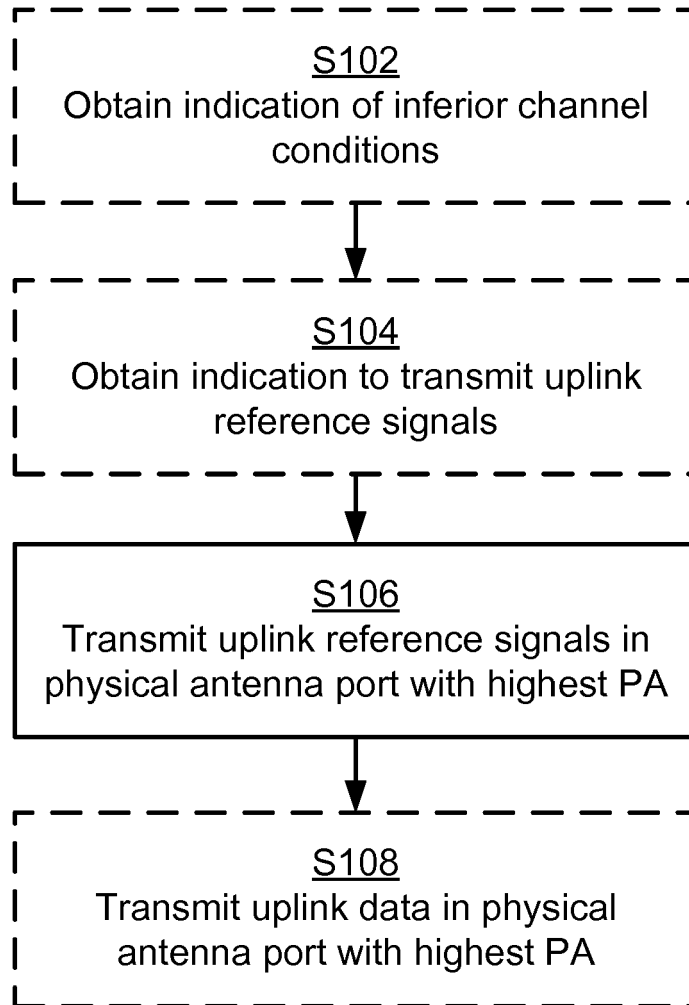 S102
Obtain indication of inferior channel
conditions
S104
Obtain indication to transmit uplink
reference signals
S106
Transmit uplink reference signals in
physical antenna port with highest PA
S108
Transmit uplink data in physical
antenna port with highest PA